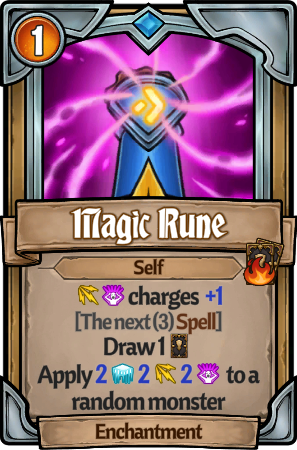 1
Magic Rune
Self
charges +1
[The next (3) Spell]
Draw 1
Apply 2 2 2 to a
random monster
Enchantment